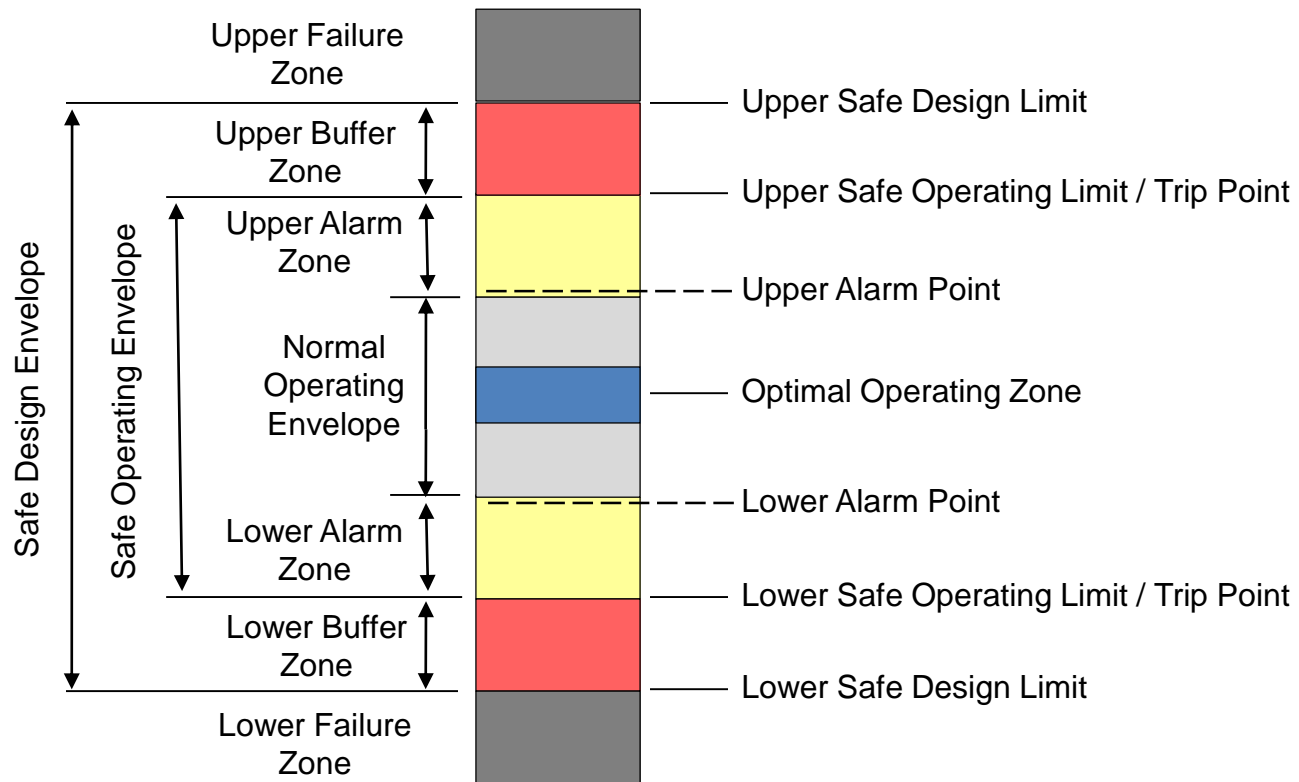 Upper Failure
Zone
Upper Safe Design Limit
Upper Buffer
Zone
Upper Safe Operating Limit / Trip Point
Upper Alarm
Zone
Upper Alarm Point
Safe Design Envelope
Safe Operating Envelope
Normal
Operating
Envelope
Optimal Operating Zone
Lower Alarm Point
Lower Alarm
Zone
Lower Safe Operating Limit / Trip Point
Lower Buffer
Zone
Lower Safe Design Limit
Lower Failure
Zone